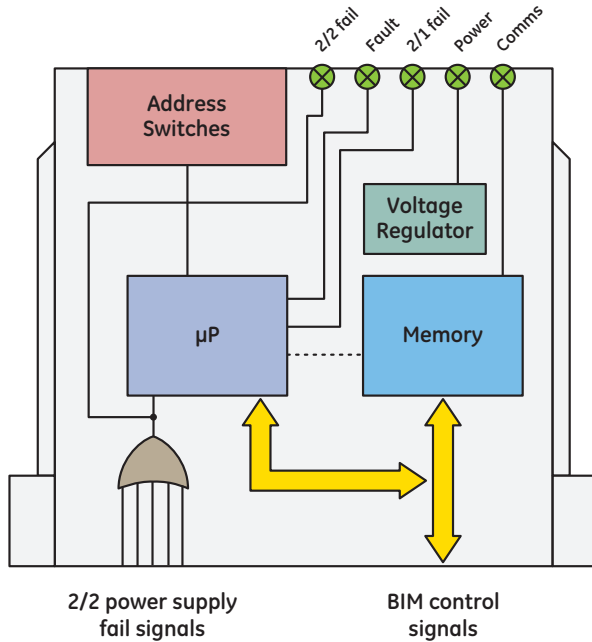 2/2 fail
Fault
2/1 fail
Power
Comms
Address
Switches
Voltage
Regulator
µP
Memory
2/2 power supply
fail signals
BIM control
signals